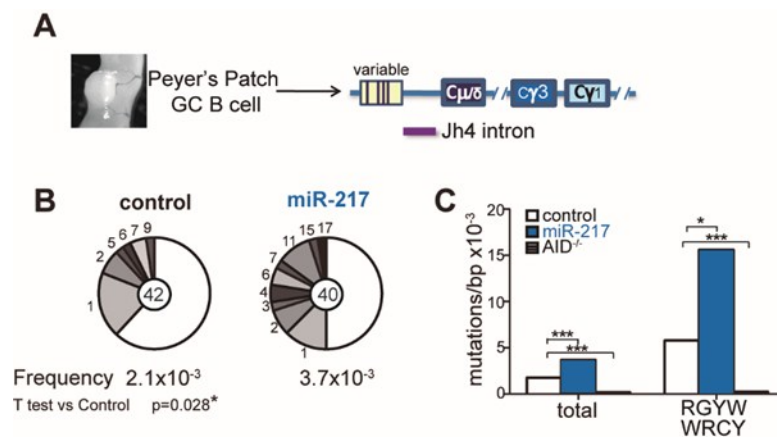 A
Peyer's Patch
GC B cell
variable
Cμ/δ
Cγ3
Cγ1
Jh4 intron
B
control
miR-217
9
7
6
5
2
1
42
17
15
11
7
6
4
3
2
1
40
Frequency 2.1x10-3 3.7x10-3
T test vs Control p=0.028*
C
mutations/bp x10-3
20
15
10
5
0
control
miR-217
AID-/-
*
***
***
***
total
RGYW
WRCY